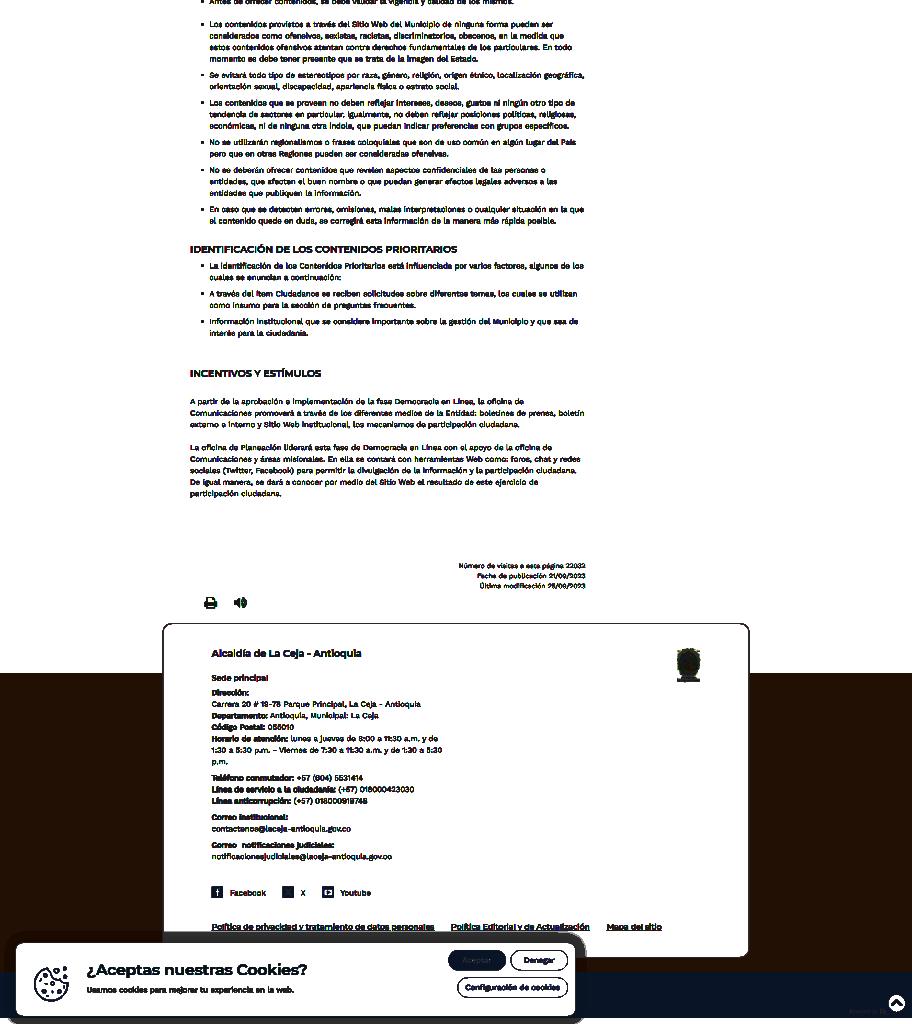 Antes de ofrecer contenidos, se debe validar la vigencia y calidad de los mismos.
Los contenidos provistos a través del Sitio Web del Municipio de ninguna forma pueden ser
considerados como ofensivos, sexistas, racistas, discriminatorios, obscenos, en la medida que
estos contenidos ofensivos atentan contra derechos fundamentales de los particulares. En todo
momento se debe tener presente que se trata de la imagen del Estado.
Se evitará todo tipo de estereotipos por raza, género, religión, origen étnico, localización geográfica,
orientación sexual, discapacidad, apariencia física o estrato social.
Los contenidos que se proveen no deben reflejar intereses, deseos, gustos ni ningún otro tipo de
tendencia de sectores en particular. Igualmente, no deben reflejar posiciones políticas, religiosas,
económicas, ni de ninguna otra índole, que puedan indicar preferencias con grupos específicos.
No se utilizarán regionalismos o frases coloquiales que son de uso común en algún lugar del País
pero que en otras Regiones pueden ser consideradas ofensivas.
No se deberán ofrecer contenidos que revelen aspectos confidenciales de las personas o
entidades, que afecten el buen nombre o que puedan generar efectos legales adversos a las
entidades que publiquen la información.
En caso que se detecten errores, omisiones, malas interpretaciones o cualquier situación en la que
el contenido quede en duda, se corregirá esta información de la manera más rápida posible.
IDENTIFICACIÓN DE LOS CONTENIDOS PRIORITARIOS
La identificación de los Contenidos Prioritarios está influenciada por varios factores, algunos de los
cuales se enuncian a continuación:
A través del ítem Ciudadanos se reciben solicitudes sobre diferentes temas, los cuales se utilizan
como insumo para la sección de preguntas frecuentes.
Información institucional que se considere importante sobre la gestión del Municipio y que sea de
interés para la ciudadanía.
INCENTIVOS Y ESTÍMULOS
A partir de la aprobación e implementación de la fase Democracia en Línea, la oficina de
Comunicaciones promoverá a través de los diferentes medios de la Entidad: boletines de prensa, boletín
externo e interno y Sitio Web institucional, los mecanismos de participación ciudadana.
La oficina de Planeación liderará esta fase de Democracia en Línea con el apoyo de la oficina de
Comunicaciones y áreas misionales. En ella se contará con herramientas Web como: foros, chat y redes
sociales (Twitter, Facebook) para permitir la divulgación de la información y la participación ciudadana.
De igual manera, se dará a conocer por medio del Sitio Web el resultado de este ejercicio de
participación ciudadana.
Número de visitas a esta página 22032
Fecha de publicación 21/09/2023
Última modificación 25/09/2023
Alcaldía de La Ceja - Antioquia
Sede principal
Dirección:
Carrera 20 # 19-78 Parque Principal, La Ceja - Antioquia
Departamento: Antioquia, Municipal: La Ceja
Código Postal: 055010
Horario de atención: lunes a jueves de 8:00 a 11:30 a.m. y de
1:30 a 5:30 p.m. - Viernes de 7:30 a 11:30 a.m. y de 1:30 a 5:30
p.m.
Teléfono conmutador: +57 (604) 5531414
Línea de servicio a la ciudadanía: (+57) 018000423030
Línea anticorrupción: (+57) 018000919748
Correo institucional:
contactenos@laceja-antioquia.gov.co
Correo notificaciones judiciales:
notificacionesjudiciales@laceja-antioquia.gov.co
Facebook X Youtube
Política de privacidad y tratamiento de datos personales Política Editorial y de Actualización Mapa del sitio
¿Aceptas nuestras Cookies?
Usamos cookies para mejorar tu experiencia en la web.
Aceptar Denegar
Configuración de cookies